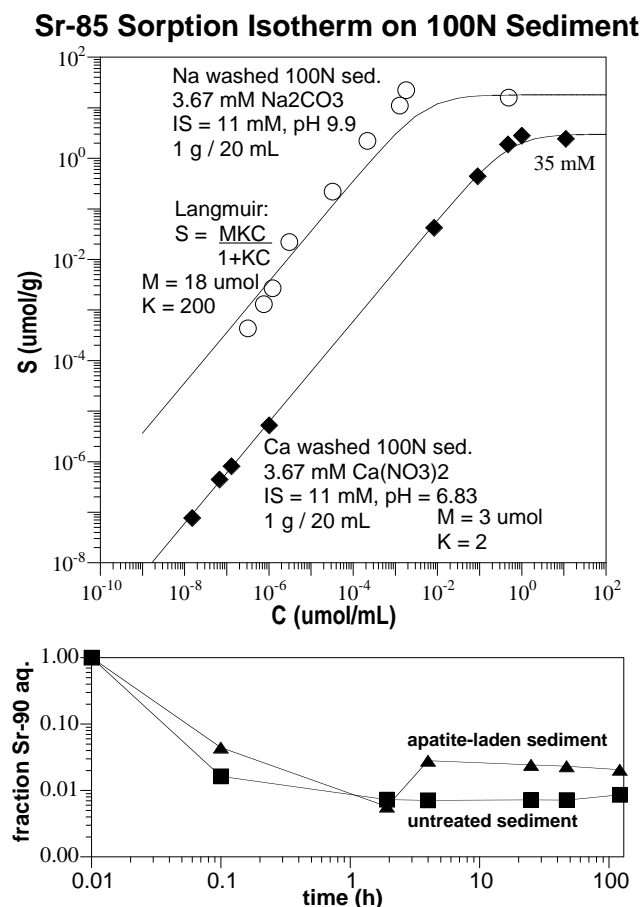 Sr-85 Sorption Isotherm on 100N Sediment
10^2
10^0
10^-2
10^-4
10^-6
10^-8
S (umol/g)
Na washed 100N sed.
3.67 mM Na2CO3
IS = 11 mM, pH 9.9
1 g / 20 mL
Langmuir:
S = MKC
1+KC
M = 18 umol
K = 200
35 mM
Ca washed 100N sed.
3.67 mM Ca(NO3)2
IS = 11 mM, pH = 6.83
1 g / 20 mL
M = 3 umol
K = 2
10^-10 10^-8 10^-6 10^-4 10^-2 10^0 10^2
C (umol/mL)
fraction Sr-90 aq.
1.00
0.10
0.01
0.00
apatite-laden sediment
untreated sediment
0.01 0.1 1 10 100
time (h)